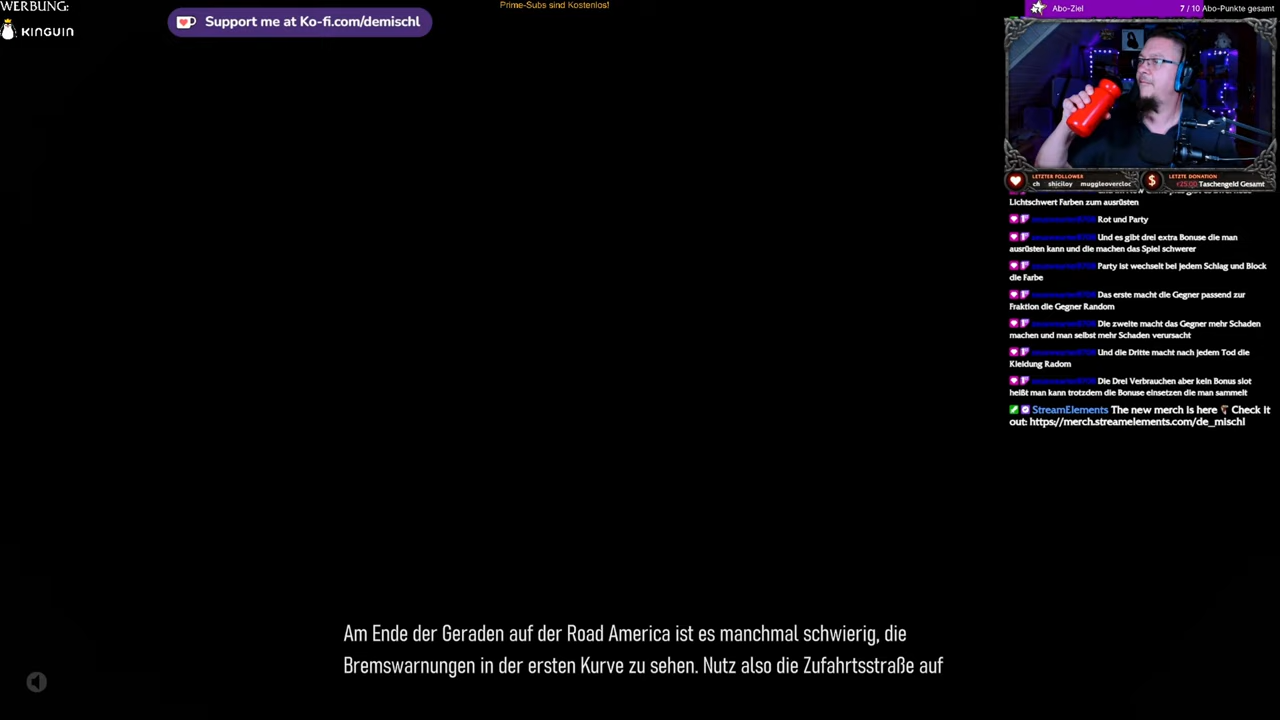 WERBUNG:
KINGUIN
Support me at Ko-fi.com/demischl
Prime-Subs sind Kostenlos!
Abo-Ziel
7 / 10 Abo-Punkte gesamt
LETZTER FOLLOWER
ch shiciloy muggleovercloc
LETZTE DONATION
Taschengeld Gesamt
Lichtschwert Farben zum ausrüsten
Rot und Party
Und es gibt drei extra Bonuse die man
ausrüsten kann und die machen das Spiel schwerer
Party ist wechselt bei jedem Schlag und Block
die Farbe
Das erste macht die Gegner passend zur
Fraktion die Gegner Random
Die zweite macht das Gegner mehr Schaden
machen und man selbst mehr Schaden verursacht
Und die Dritte macht nach jedem Tod die
Kleidung Radom
Die Drei Verbrauchen aber kein Bonus slot
heißt man kann trotzdem die Bonuse einsetzen die man sammelt
StreamElements The new merch is here Check it
out: https://merch.streamelements.com/de_mischl
Am Ende der Geraden auf der Road America ist es manchmal schwierig, die
Bremswarnungen in der ersten Kurve zu sehen. Nutz also die Zufahrtsstraße auf